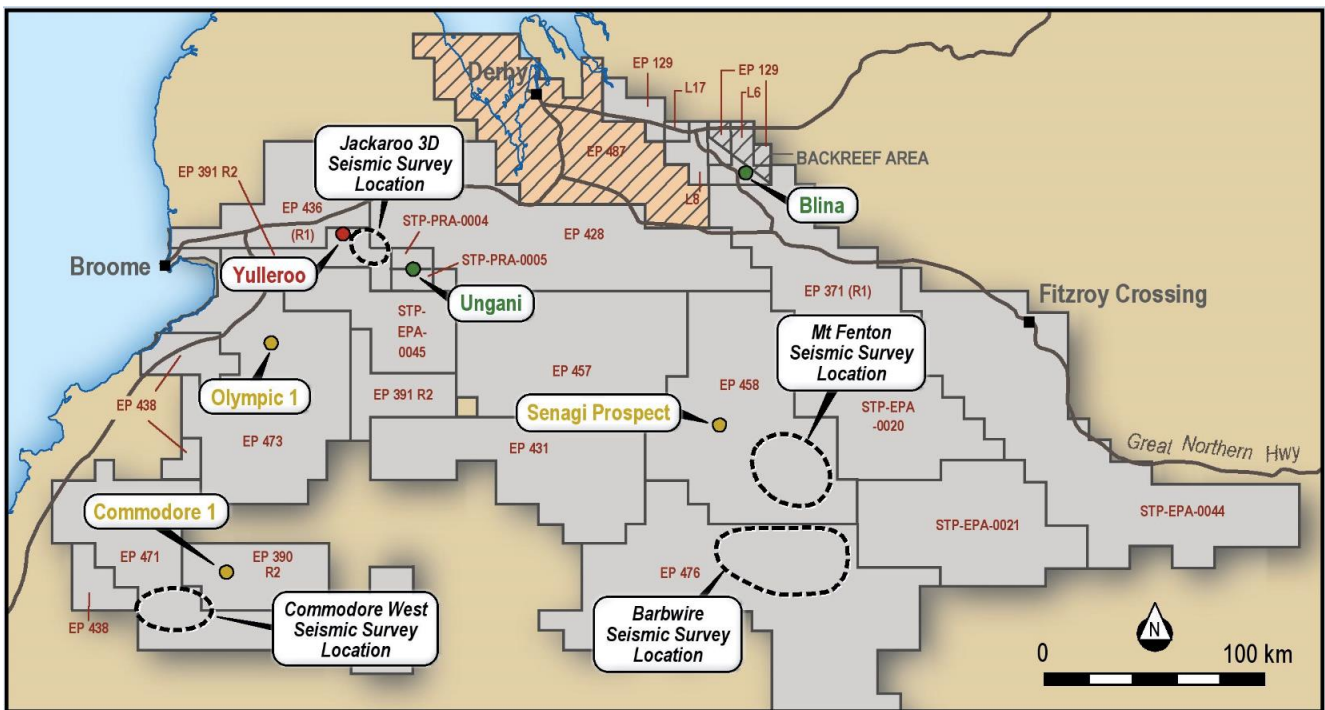 Derby
EP 129
L17
EP 129
L6
BACKREEF AREA
Jackaroo 3D
Seismic Survey
Location
EP 487
L8
Blina
EP 391 R2
EP 436
(R1)
STP-PRA-0004
EP 428
STP-PRA-0005
Broome
Yulleroo
Ungani
EP 371 (R1)
Fitzroy Crossing
STP-
EPA-
0045
Mt Fenton
Seismic Survey
Location
Olympic 1
EP 457
EP 458
EP 391 R2
EP 438
Senagi Prospect
STP-EPA
-0020
EP 473
EP 431
Great Northern Hwy
Commodore 1
STP-EPA-0021
STP-EPA-0044
EP 471
EP 390
R2
EP 476
EP 438
Commodore West
Seismic Survey
Location
Barbwire
Seismic Survey
Location
N
0
100 km